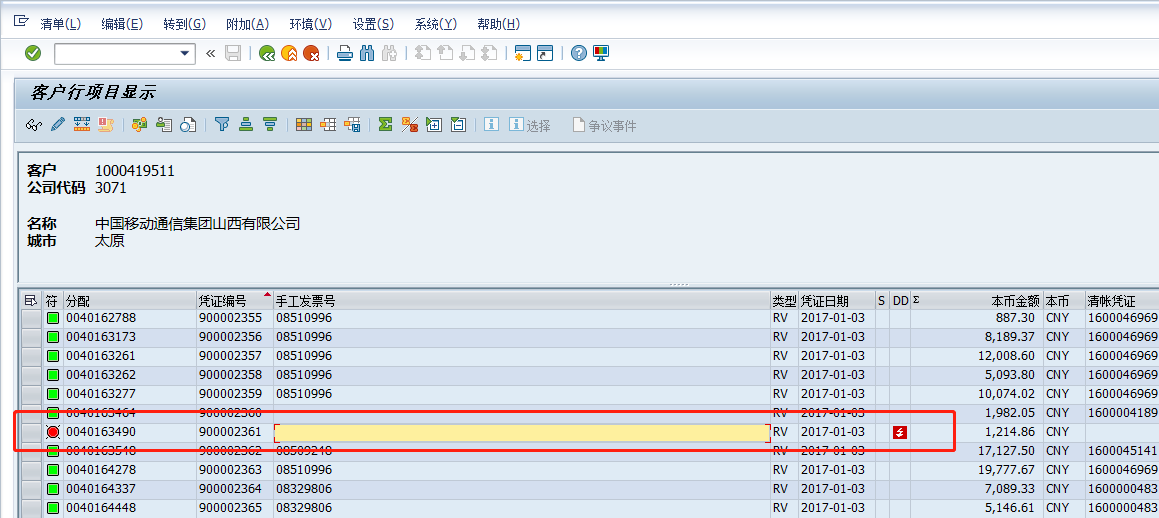 清单(L) 编辑(E) 转到(G) 附加(A) 环境(V) 设置(S) 系统(Y) 帮助(H)
客户行项目显示
选择 争议事件
客户 1000419511
公司代码 3071
名称 中国移动通信集团山西有限公司
城市 太原
符 分配 凭证编号 手工发票号 类型 凭证日期 S DD Σ 本币金额 本币 清帐凭证
0040162788 900002355 08510996 RV 2017-01-03 887.30 CNY 1600046969
0040163173 900002356 08510996 RV 2017-01-03 8,189.37 CNY 1600046969
0040163261 900002357 08510996 RV 2017-01-03 12,008.60 CNY 1600046969
0040163262 900002358 08510996 RV 2017-01-03 5,093.80 CNY 1600046969
0040163277 900002359 08510996 RV 2017-01-03 10,074.02 CNY 1600046969
0040163464 900002360 RV 2017-01-03 1,982.05 CNY 1600004189
0040163490 900002361 RV 2017-01-03 1,214.86 CNY
0040163548 900002362 08509248 RV 2017-01-03 17,127.50 CNY 1600045141
0040164278 900002363 08510996 RV 2017-01-03 19,777.67 CNY 1600046969
0040164337 900002364 08329806 RV 2017-01-03 7,089.33 CNY 1600000483
0040164448 900002365 08329806 RV 2017-01-03 5,146.61 CNY 1600000483